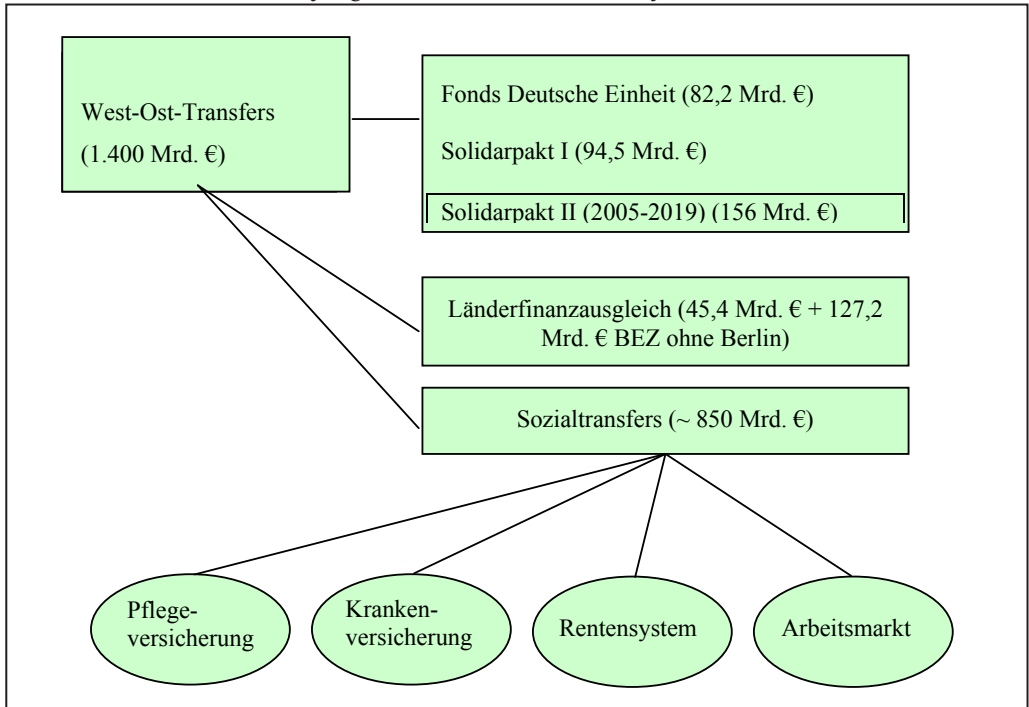 West-Ost-Transfers
(1.400 Mrd. €)
Fonds Deutsche Einheit (82,2 Mrd. €)
Solidarpakt I (94,5 Mrd. €)
Solidarpakt II (2005-2019) (156 Mrd. €)
Länderfinanzausgleich (45,4 Mrd. € + 127,2
Mrd. € BEZ ohne Berlin)
Sozialtransfers (~ 850 Mrd. €)
Pflege-
versicherung
Kranken-
versicherung
Rentensystem
Arbeitsmarkt